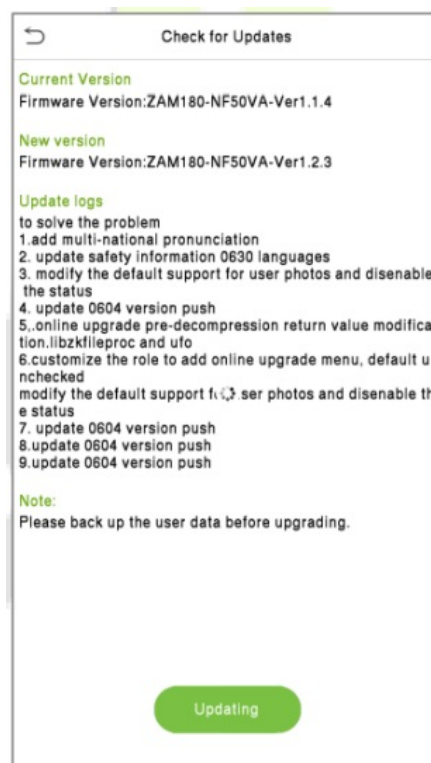 Check for Updates
Current Version
Firmware Version:ZAM180-NF50VA-Ver1.1.4
New version
Firmware Version:ZAM180-NF50VA-Ver1.2.3
Update logs
to solve the problem
1.add multi-national pronunciation
2. update safety information 0630 languages
3. modify the default support for user photos and disenable
the status
4. update 0604 version push
5,.online upgrade pre-decompression return value modifica
tion.libzkfileproc and ufo
6.customize the role to add online upgrade menu, default u
nchecked
modify the default support ser photos and disenable th
e status
7. update 0604 version push
8.update 0604 version push
9.update 0604 version push
Note:
Please back up the user data before upgrading.
Updating